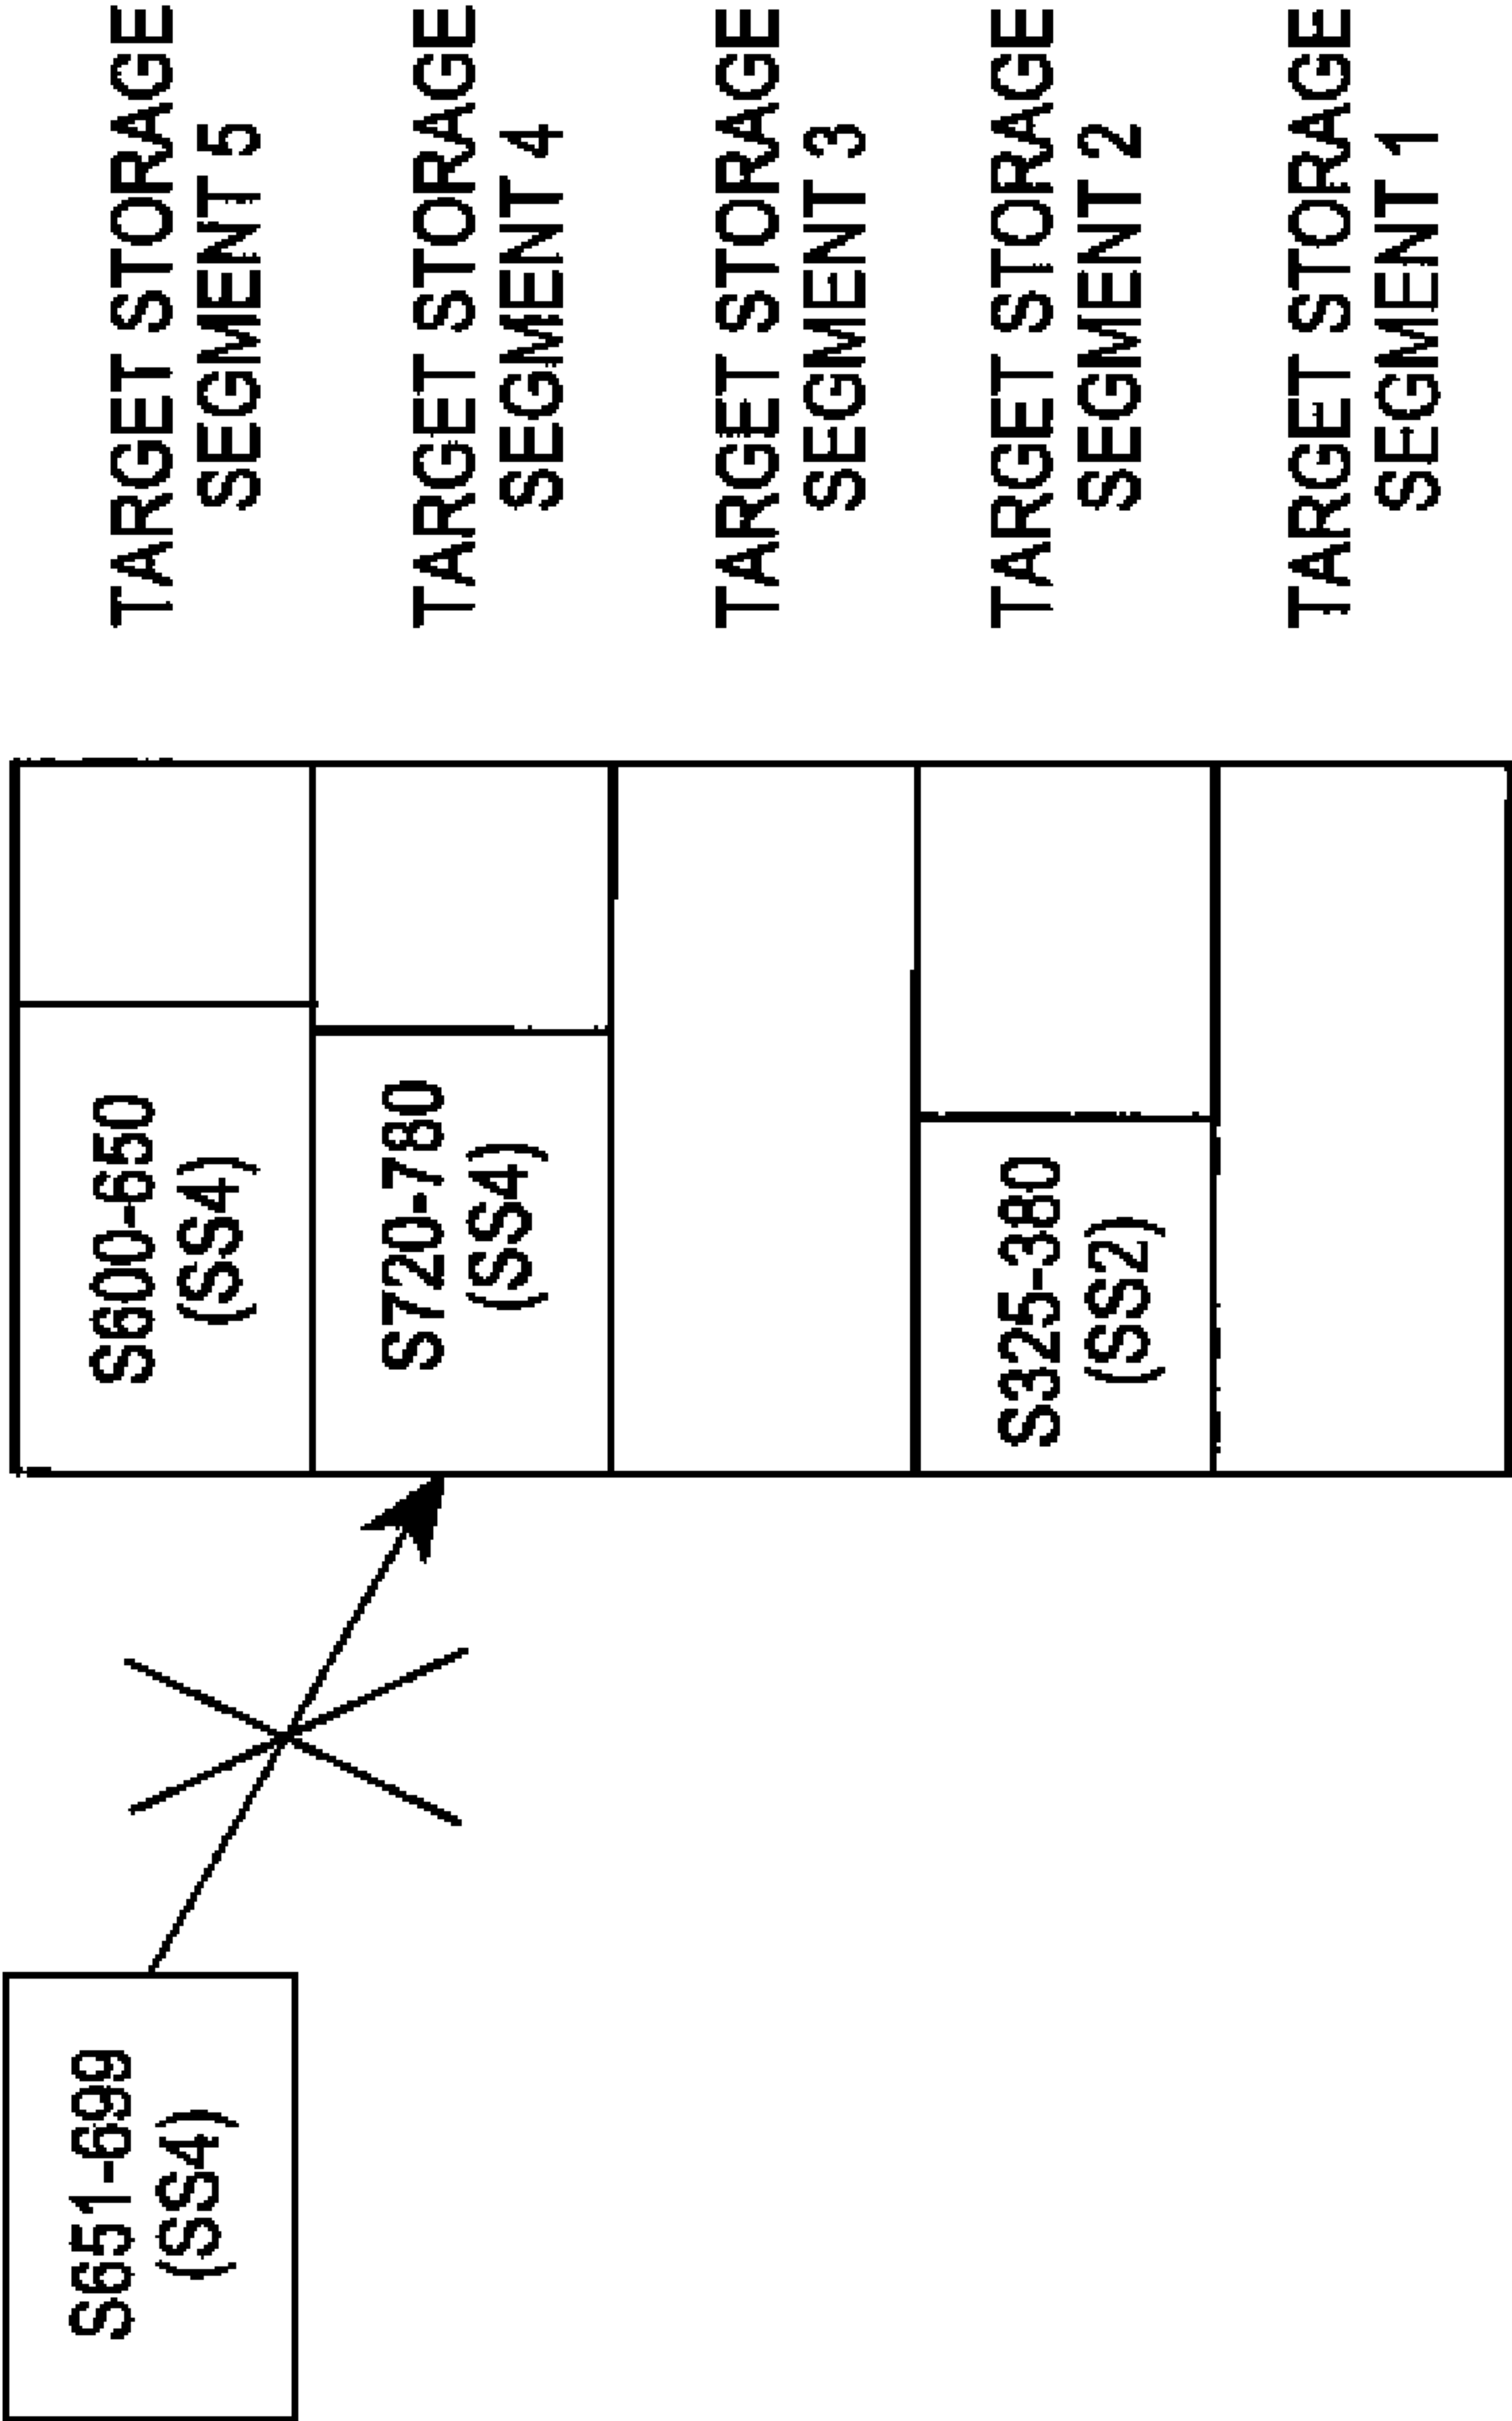 S651-699
(SS4)
S600-650
(SS4)
TARGET STORAGE
SEGMENT 5
S720-780
(SS4)
TARGET STORAGE
SEGMENT 4
TARGET STORAGE
SEGMENT 3
S325-380
(SS2)
TARGET STORAGE
SEGMENT 2
TARGET STORAGE
SEGMENT 1